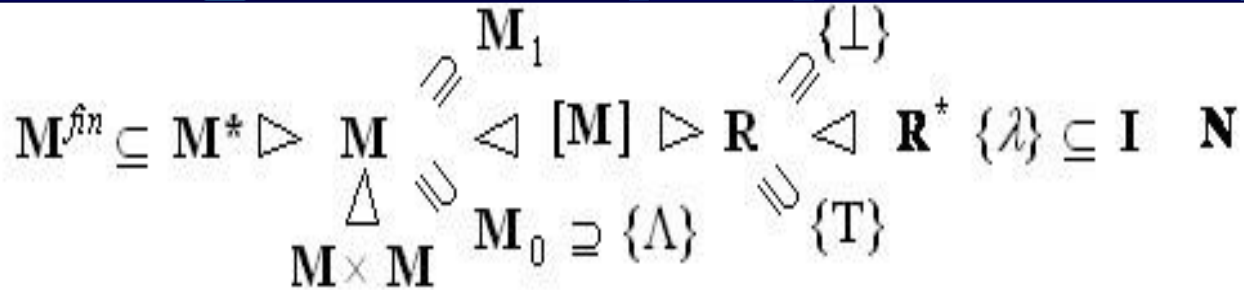 M₁ {⊥}
M^fin ⊆ M* ▷ M ◁ [M] ▷ R ◁ R* {λ} ⊆ I N
M₀ ⊇ {Λ} {T}
M × M